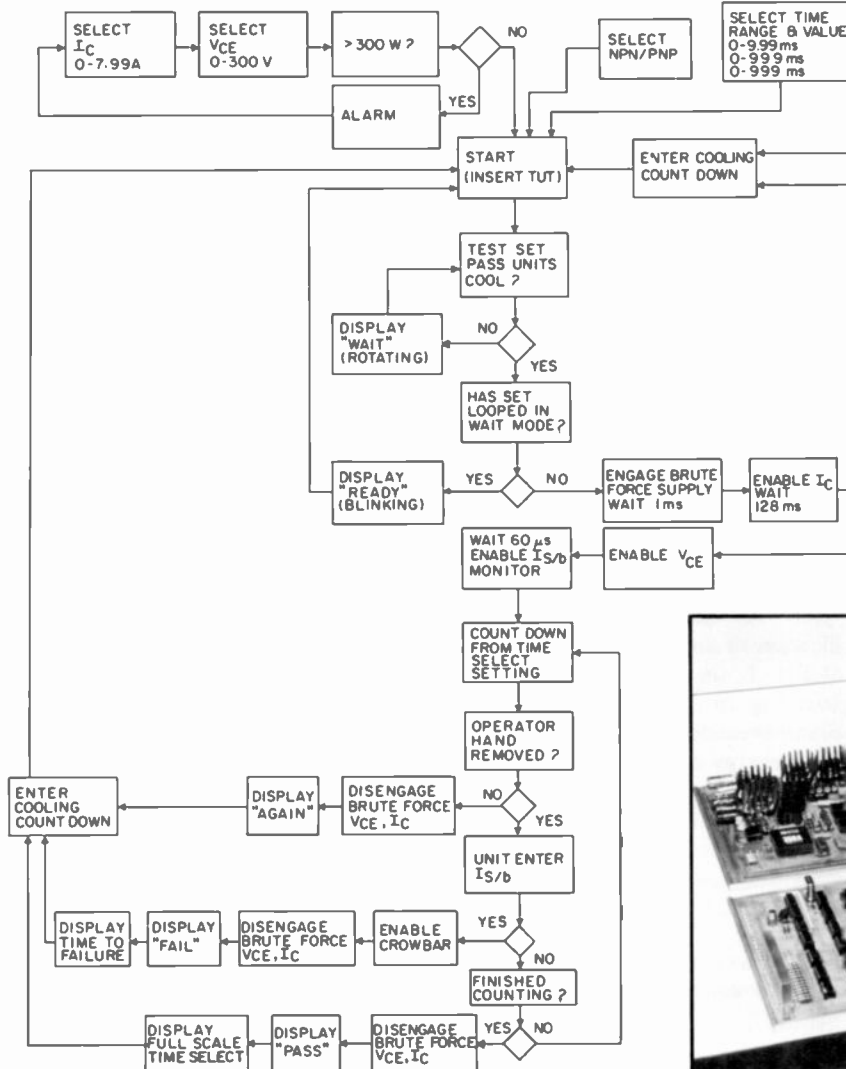 SELECT
IC
0-7.99A
SELECT
VCE
0-300 V
>300 W ?
NO
YES
ALARM
SELECT
NPN/PNP
SELECT TIME
RANGE & VALUE
0-9.99 ms
0-99.9 ms
0-999 ms
START
(INSERT TUT)
ENTER COOLING
COUNT DOWN
TEST SET
PASS UNITS
COOL ?
NO
YES
DISPLAY
"WAIT"
(ROTATING)
HAS SET
LOOPED IN
WAIT MODE?
YES
NO
DISPLAY
"READY"
(BLINKING)
ENGAGE BRUTE
FORCE SUPPLY
WAIT 1ms
ENABLE IC
WAIT
128 ms
WAIT 60 µs
ENABLE IS/b
MONITOR
ENABLE VCE
COUNT DOWN
FROM TIME
SELECT
SETTING
OPERATOR
HAND
REMOVED ?
NO
YES
ENTER
COOLING
COUNT DOWN
DISPLAY
"AGAIN"
DISENGAGE
BRUTE FORCE
VCE, IC
UNIT ENTER
IS/b
YES
NO
DISPLAY
TIME TO
FAILURE
DISPLAY
"FAIL"
DISENGAGE
BRUTE FORCE
VCE, IC
ENABLE
CROWBAR
FINISHED
COUNTING ?
YES
NO
DISPLAY
FULL SCALE
TIME SELECT
DISPLAY
"PASS"
DISENGAGE
BRUTE FORCE
VCE, IC